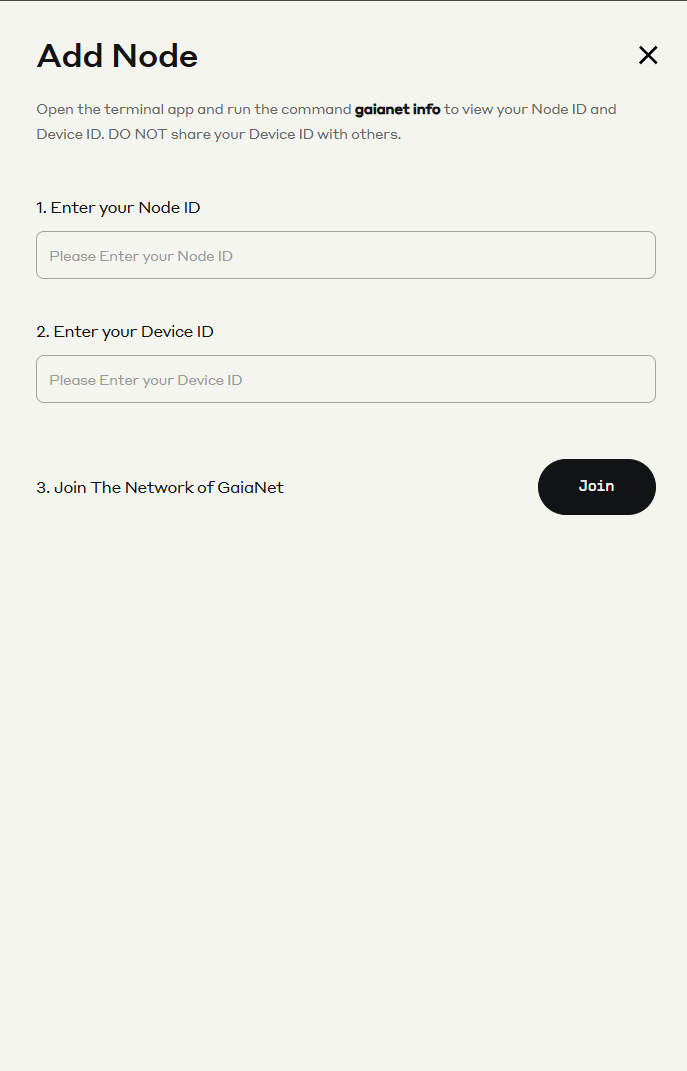 Add Node
Open the terminal app and run the command gaianet info to view your Node ID and
Device ID. DO NOT share your Device ID with others.
1. Enter your Node ID
Please Enter your Node ID
2. Enter your Device ID
Please Enter your Device ID
3. Join The Network of GaiaNet
Join